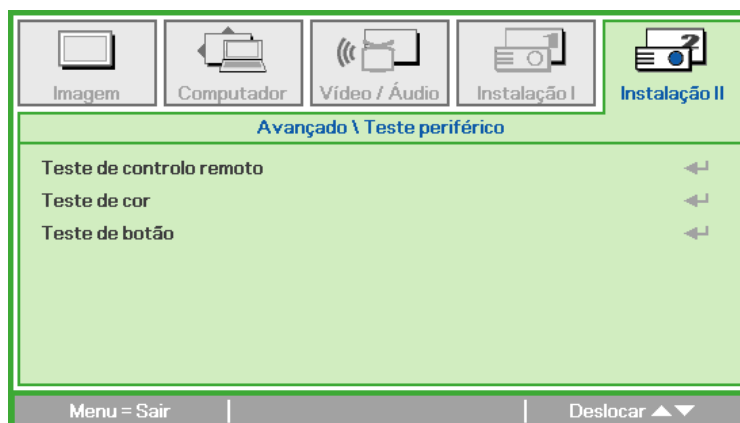 Imagem Computador Vídeo / Áudio Instalação I Instalação II
Avançado \ Teste periférico
Teste de controlo remoto
Teste de cor
Teste de botão
Menu = Sair Deslocar ▲▼